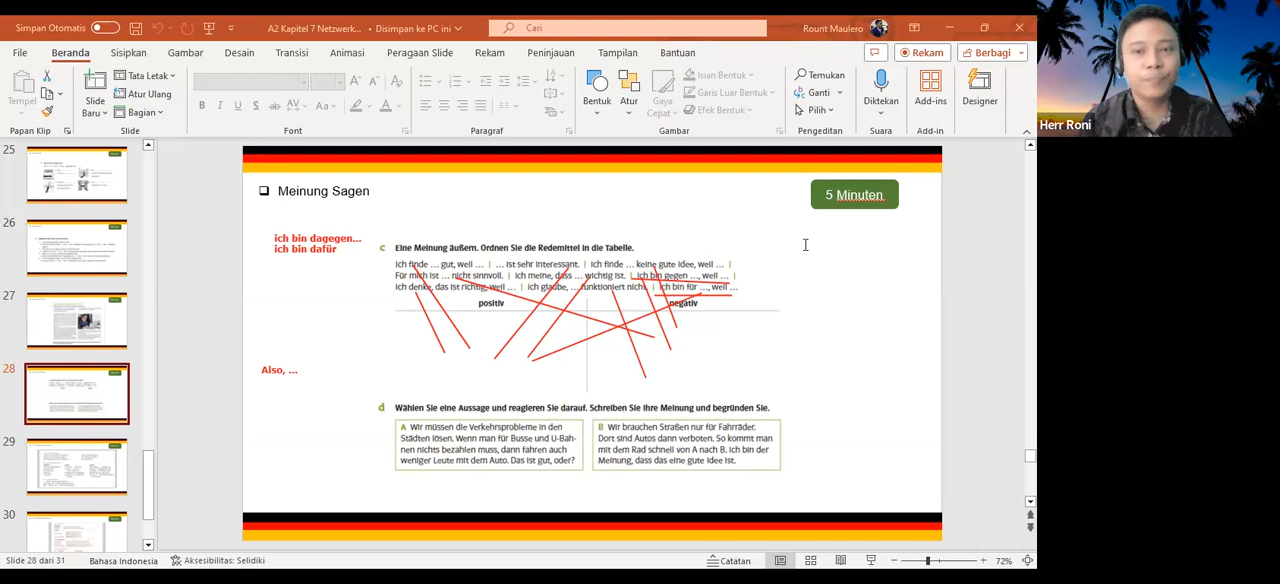 Simpan Otomatis
A2 Kapitel 7 Netzwerk... • Disimpan ke PC ini
Cari
Rount Maulero
File Beranda Sisipkan Gambar Desain Transisi Animasi Peragaan Slide Rekam Peninjauan Tampilan Bantuan
Rekam Berbagi
Tempel
Slide Baru
Tata Letak
Atur Ulang
Bagian
B I U S ab AV Aa A
Bentuk Atur Gaya Cepat
Isian Bentuk
Garis Luar Bentuk
Efek Bentuk
Temukan
Ganti
Pilih
Diktekan
Add-ins
Designer
Papan Klip Slide Font Paragraf Gambar Pengeditan Suara Add-in
Herr Roni
25
26
27
28
29
30
Meinung Sagen
5 Minuten
ich bin dagegen...
ich bin dafür
c Eine Meinung äußern. Ordnen Sie die Redemittel in die Tabelle.
Ich finde ... gut, weil ... | ... ist sehr interessant. | Ich finde ... keine gute Idee, weil ... |
Für mich ist ... nicht sinnvoll. | Ich meine, dass ... wichtig ist. | Ich bin gegen ..., weil ... |
Ich denke, das ist richtig, weil ... | Ich glaube, ... funktioniert nicht. | Ich bin für ..., weil ...
positiv negativ
Also, ...
d Wählen Sie eine Aussage und reagieren Sie darauf. Schreiben Sie Ihre Meinung und begründen Sie.
A Wir müssen die Verkehrsprobleme in den
Städten lösen. Wenn man für Busse und U-Bah-
nen nichts bezahlen muss, dann fahren auch
weniger Leute mit dem Auto. Das ist gut, oder?
B Wir brauchen Straßen nur für Fahrräder.
Dort sind Autos dann verboten. So kommt man
mit dem Rad schnell von A nach B. Ich bin der
Meinung, dass das eine gute Idee ist.
Slide 28 dari 31 Bahasa Indonesia Aksesibilitas: Selidiki
Catatan
72%